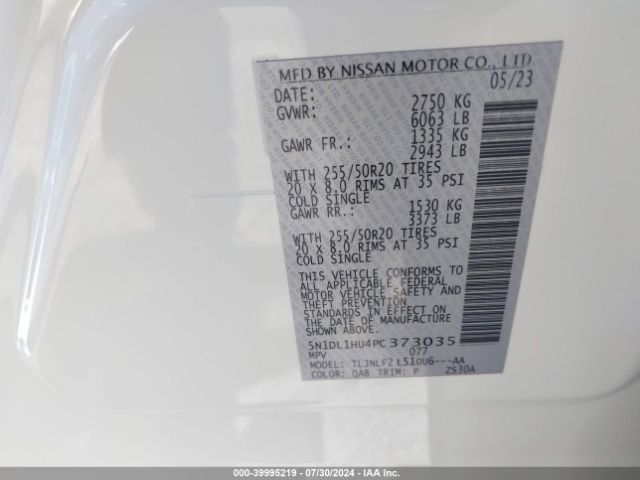 MFD BY NISSAN MOTOR CO., LTD
DATE: 05/23
GVWR: 2750 KG
6063 LB
GAWR FR.: 1335 KG
2943 LB
WITH 255/50R20 TIRES
20 X 8.0 RIMS AT 35 PSI
COLD SINGLE
GAWR RR.: 1530 KG
3373 LB
WITH 255/50R20 TIRES
20 X 8.0 RIMS AT 35 PSI
COLD SINGLE
THIS VEHICLE CONFORMS TO
ALL APPLICABLE FEDERAL
MOTOR VEHICLE SAFETY AND
THEFT PREVENTION
STANDARDS IN EFFECT ON
THE DATE OF MANUFACTURE
SHOWN ABOVE.
5N1DL1HU4PC373035
MPV 077
MODEL: TLJNLF2 L51DU6---AA
COLOR: QAB TRIM: P ZS30A
000-39995219 - 07/30/2024 - IAA Inc.